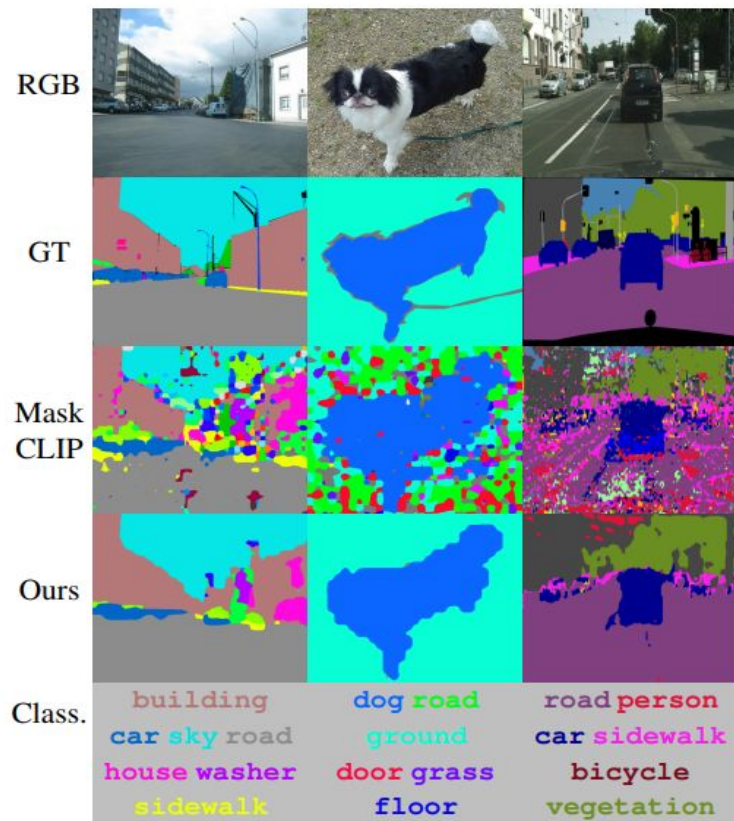 RGB
GT
Mask
CLIP
Ours
Class.
building
car sky road
house washer
sidewalk
dog road
ground
door grass
floor
road person
car sidewalk
bicycle
vegetation